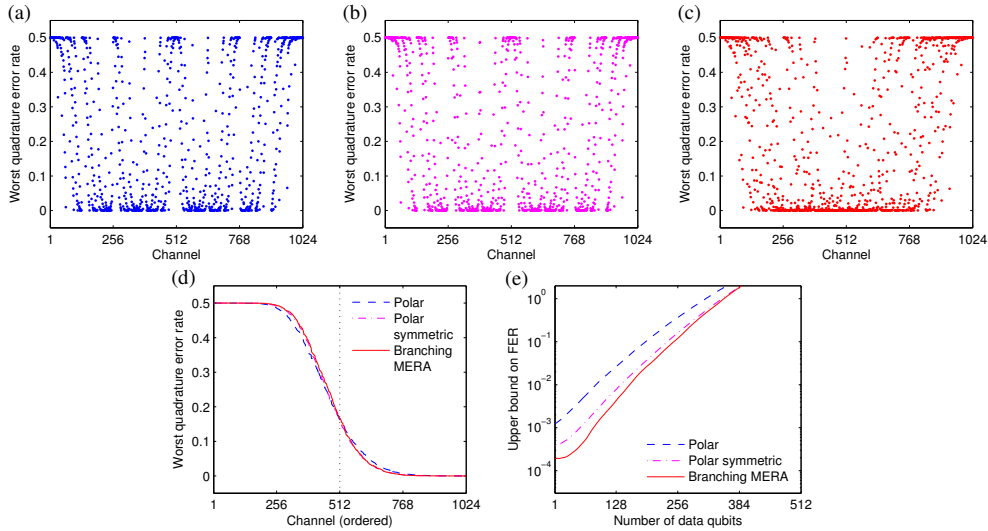 (a)
Worst quadrature error rate
0.5
0.4
0.3
0.2
0.1
0
1
256
512
768
1024
Channel
(b)
Worst quadrature error rate
0.5
0.4
0.3
0.2
0.1
0
1
256
512
768
1024
Channel
(c)
Worst quadrature error rate
0.5
0.4
0.3
0.2
0.1
0
1
256
512
768
1024
Channel
(d)
Worst quadrature error rate
0.5
0.4
0.3
0.2
0.1
0
1
256
512
768
1024
Channel (ordered)
Polar
Polar
symmetric
Branching
MERA
(e)
Upper bound on FER
10^0
10^-1
10^-2
10^-3
10^-4
1
128
256
384
512
Number of data qubits
Polar
Polar symmetric
Branching MERA